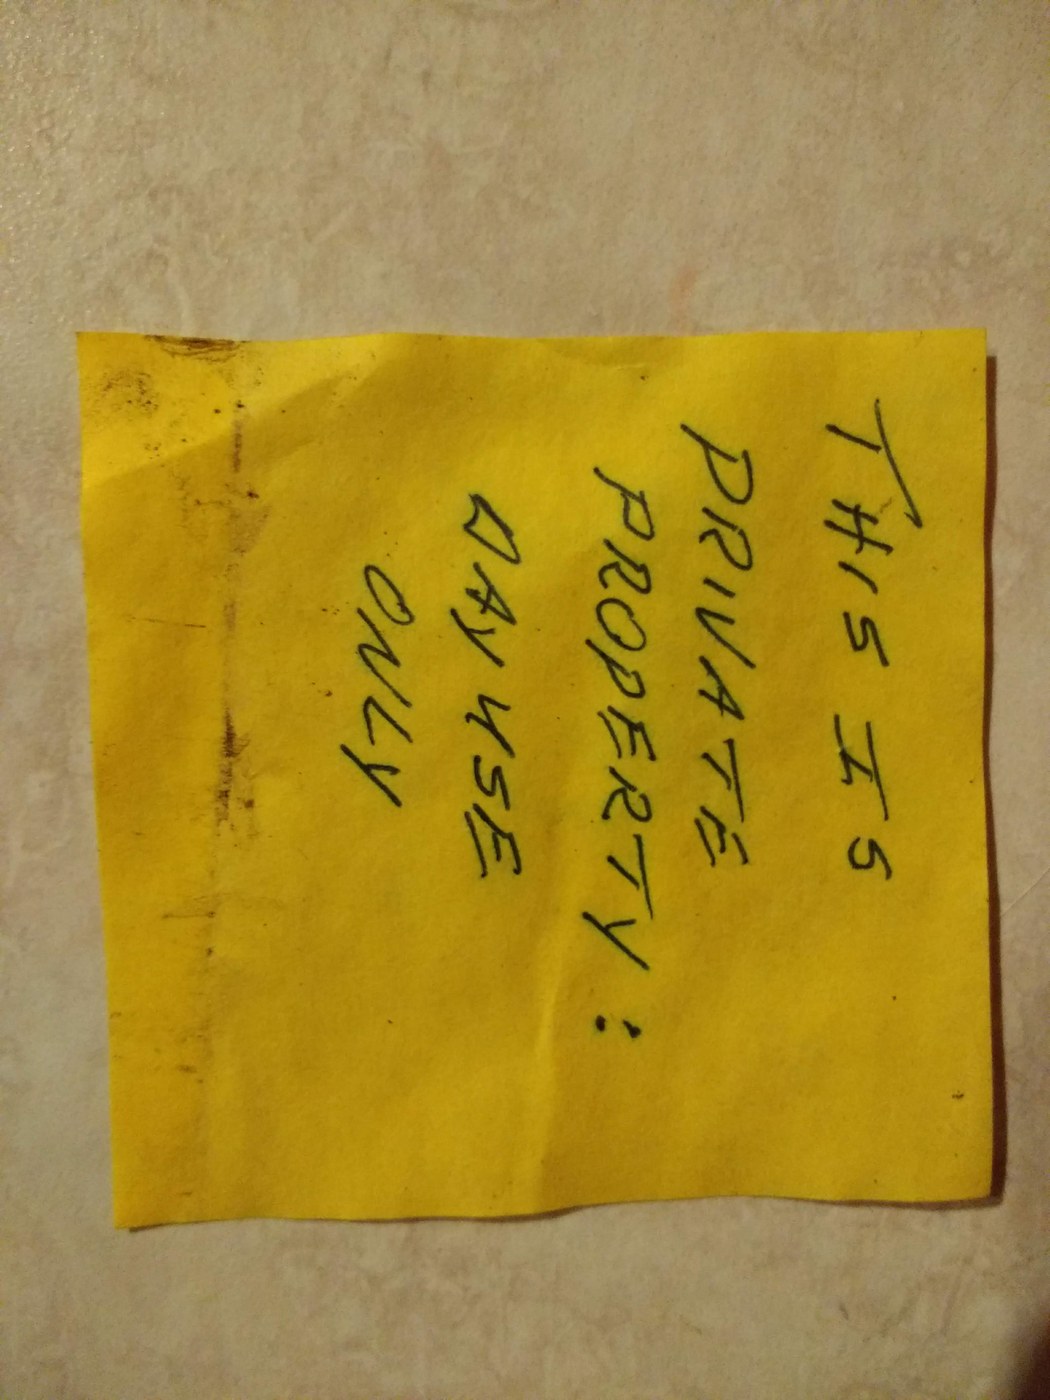 THIS IS
PRIVATE
PROPERTY:
DAY USE
ONLY